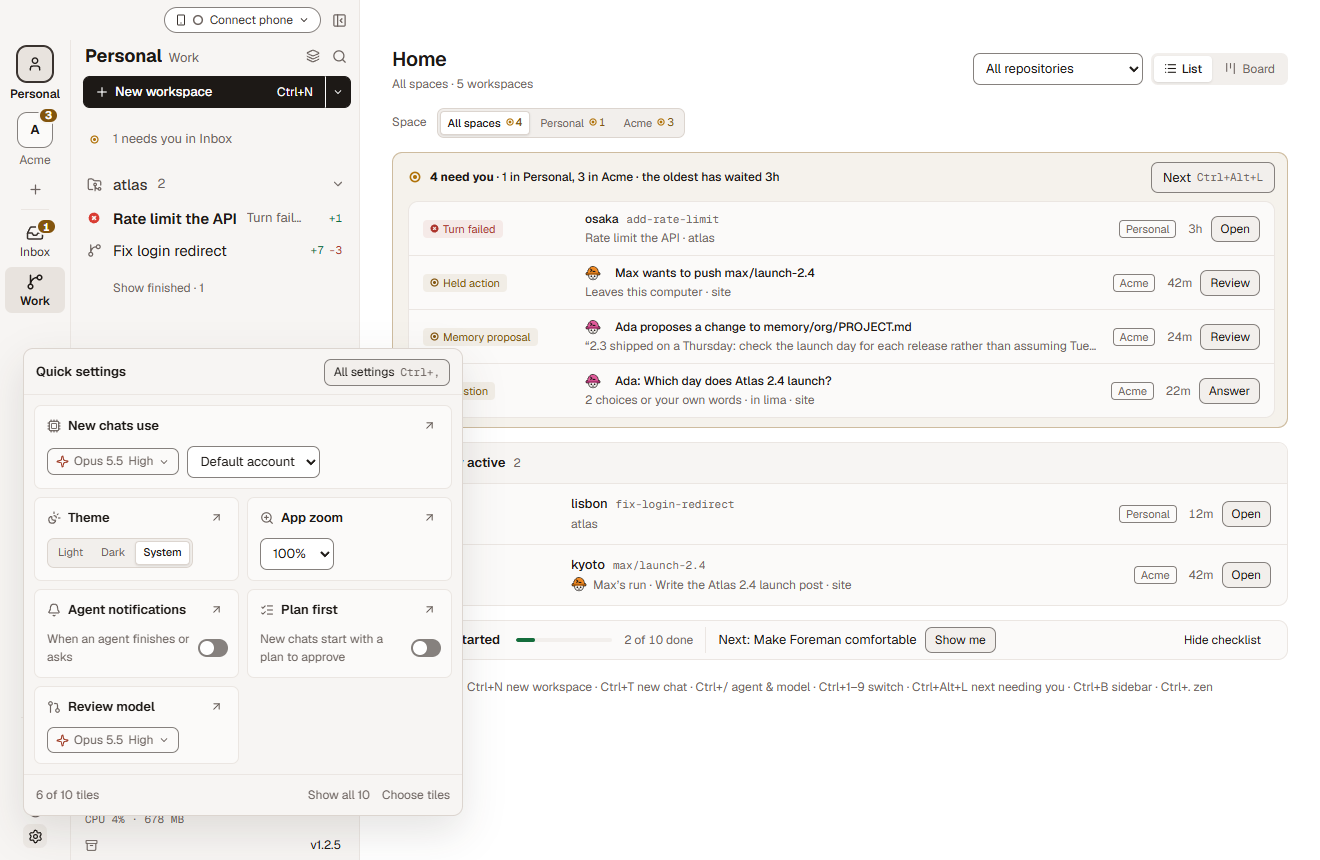 Connect phone
Personal
3
A
Acme
1
Inbox
Work
Personal Work
New workspace Ctrl+N
1 needs you in Inbox
atlas 2
Rate limit the API Turn fail... +1
Fix login redirect +7 -3
Show finished · 1
Home
All spaces · 5 workspaces
All repositories
List
Board
Space
All spaces 4
Personal 1
Acme 3
4 need you · 1 in Personal, 3 in Acme · the oldest has waited 3h
Next Ctrl+Alt+L
Turn failed
osaka add-rate-limit
Rate limit the API · atlas
Personal 3h Open
Held action
Max wants to push max/launch-2.4
Leaves this computer · site
Acme 42m Review
Memory proposal
Ada proposes a change to memory/org/PROJECT.md
“2.3 shipped on a Thursday: check the launch day for each release rather than assuming Tue...
Acme 24m Review
stion
Ada: Which day does Atlas 2.4 launch?
2 choices or your own words · in lima · site
Acme 22m Answer
active 2
lisbon fix-login-redirect
atlas
Personal 12m Open
kyoto max/launch-2.4
Max's run · Write the Atlas 2.4 launch post · site
Acme 42m Open
tarted
2 of 10 done
Next: Make Foreman comfortable
Show me
Hide checklist
Ctrl+N new workspace · Ctrl+T new chat · Ctrl+/ agent & model · Ctrl+1–9 switch · Ctrl+Alt+L next needing you · Ctrl+B sidebar · Ctrl+. zen
Quick settings
All settings Ctrl+,
New chats use
Opus 5.5 High
Default account
Theme
Light Dark System
App zoom
100%
Agent notifications
When an agent finishes or
asks
Plan first
New chats start with a
plan to approve
Review model
Opus 5.5 High
6 of 10 tiles
Show all 10
Choose tiles
CPU 4% · 678 MB
v1.2.5